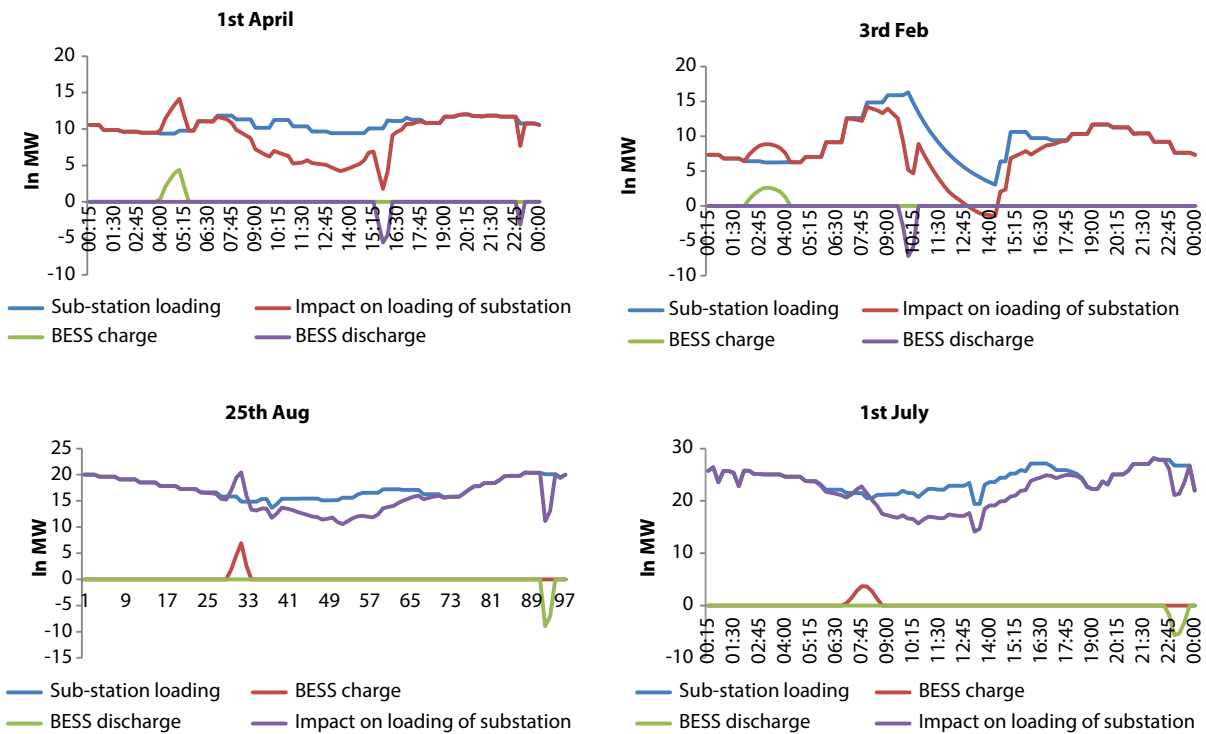 1st April
In MW
20
15
10
5
0
-5
-10
00:15 01:30 02:45 04:00 05:15 06:30 07:45 09:00 10:15 11:30 12:45 14:00 15:15 16:30 17:45 19:00 20:15 21:30 22:45 00:00
Sub-station loading Impact on loading of substation
BESS charge BESS discharge
3rd Feb
In MW
20
15
10
5
0
-5
-10
00:15 01:30 02:45 04:00 05:15 06:30 07:45 09:00 10:15 11:30 12:45 14:00 15:15 16:30 17:45 19:00 20:15 21:30 22:45 00:00
Sub-station loading Impact on ioading of substation
BESS charge BESS discharge
25th Aug
In MW
25
20
15
10
5
0
-5
-10
-15
1 9 17 25 33 41 49 57 65 73 81 89 97
Sub-station loading BESS charge
BESS discharge Impact on loading of substation
1st July
In MW
30
20
10
0
-10
00:15 01:30 02:45 04:00 05:15 06:30 07:45 09:00 10:15 11:30 12:45 14:00 15:15 16:30 17:45 19:00 20:15 21:30 22:45 00:00
Sub-station loading BESS charge
BESS discharge Impact on loading of substation